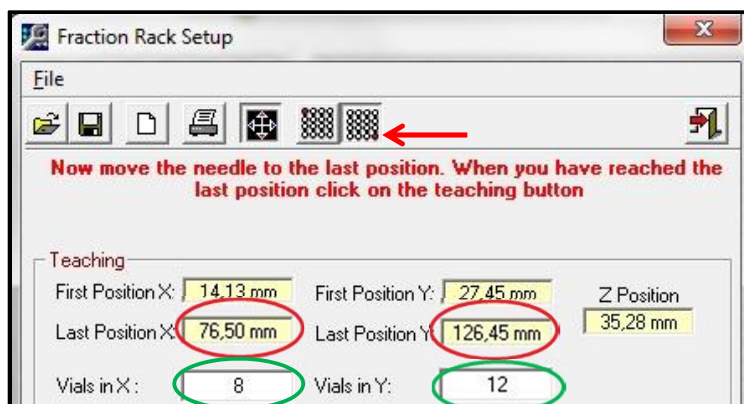 Fraction Rack Setup
File
Now move the needle to the last position. When you have reached the
last position click on the teaching button
Teaching
First Position X: 14,13 mm First Position Y: 27,45 mm Z Position
Last Position X: 76,50 mm Last Position Y 126,45 mm 35,28 mm
Vials in X : 8 Vials in Y: 12